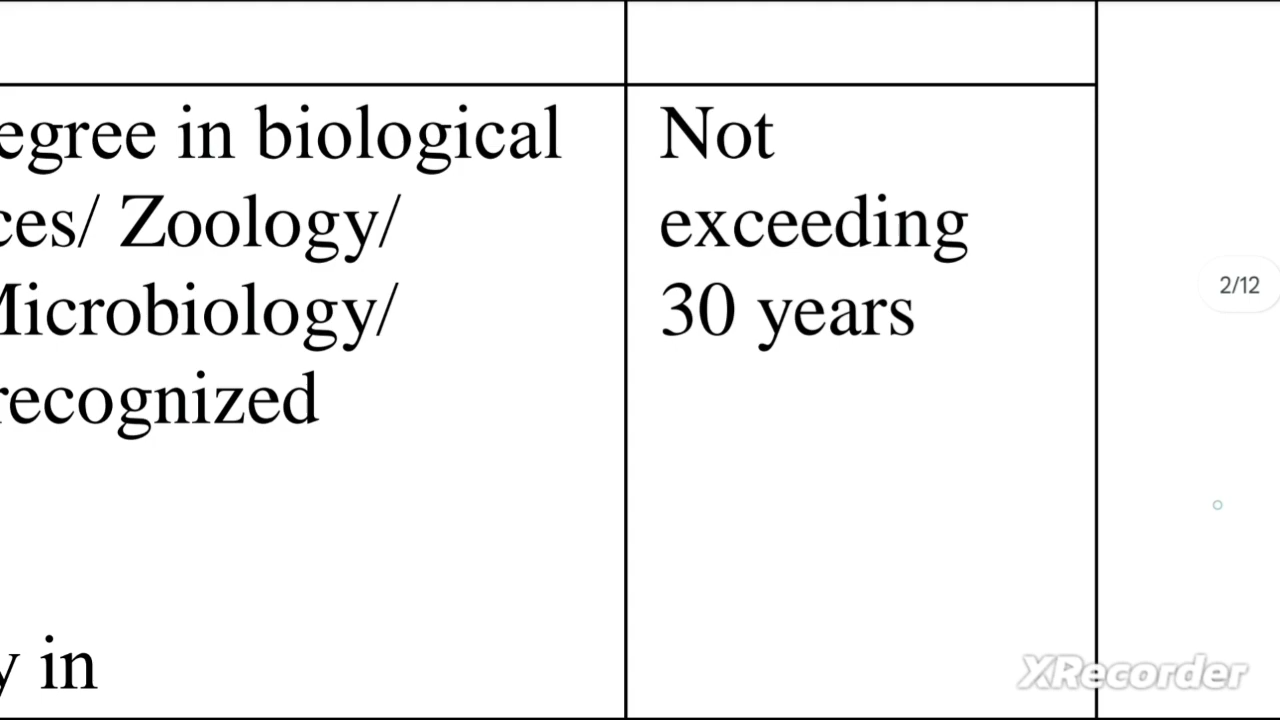 egree in biological
ces/ Zoology/
Microbiology/
recognized
y in
Not
exceeding
30 years
2/12
XRecorder